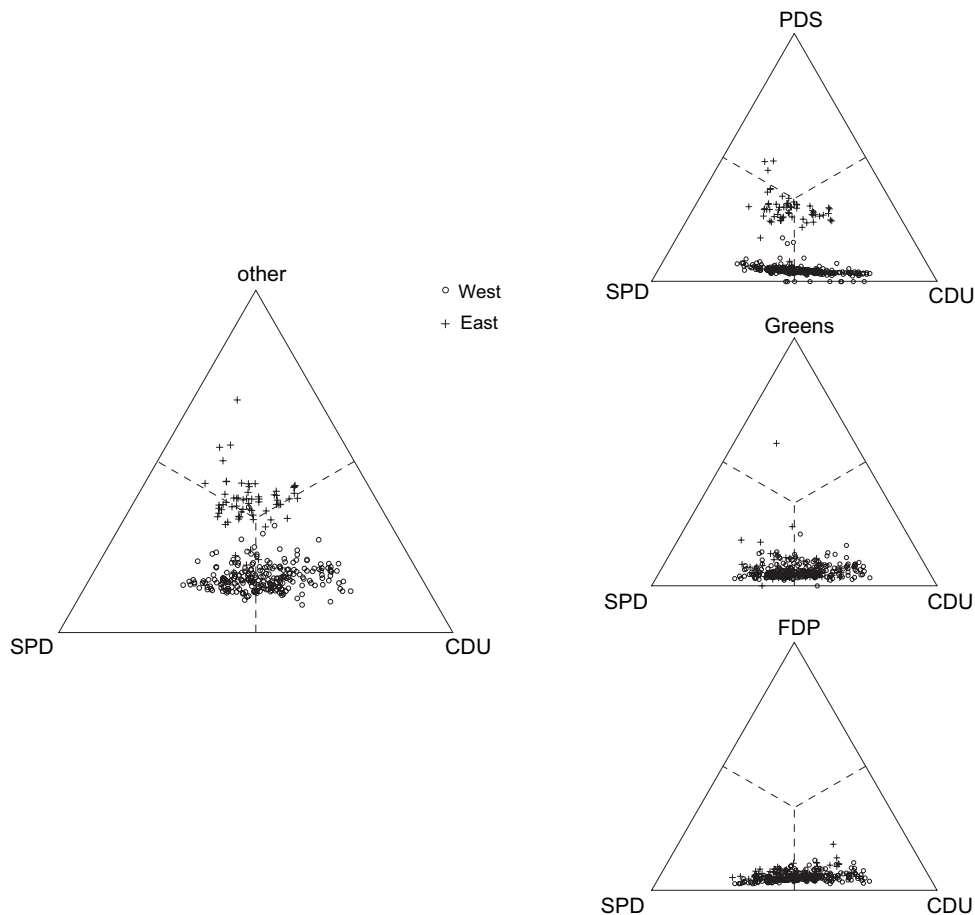 other
SPD
CDU
West
East
PDS
SPD
CDU
Greens
SPD
CDU
FDP
SPD
CDU